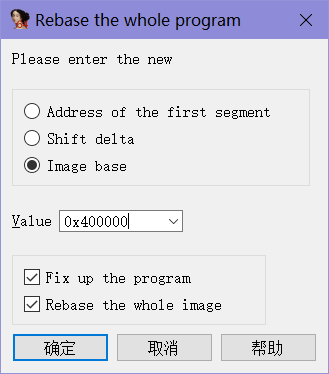 Rebase the whole program
Please enter the new
Address of the first segment
Shift delta
Image base
Value 0x400000
Fix up the program
Rebase the whole image
确定 取消 帮助